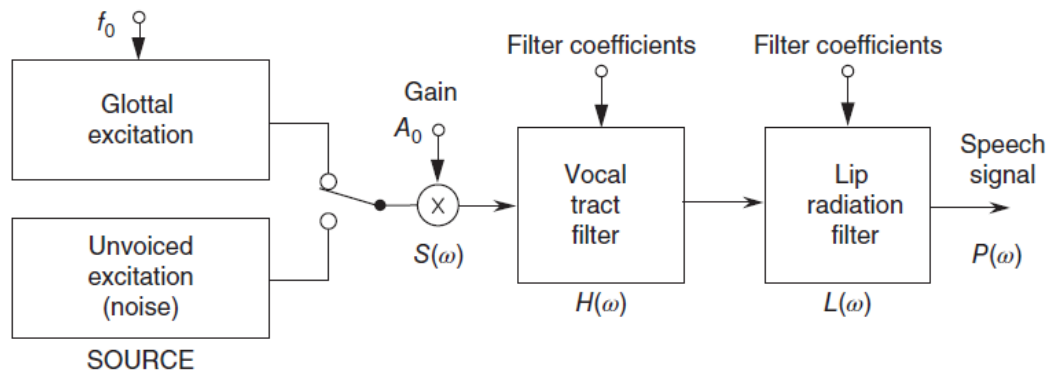 f₀
Glottal
excitation
Unvoiced
excitation
(noise)
SOURCE
Gain
A₀
X
S(ω)
Filter coefficients
Vocal
tract
filter
H(ω)
Filter coefficients
Lip
radiation
filter
L(ω)
Speech
signal
P(ω)